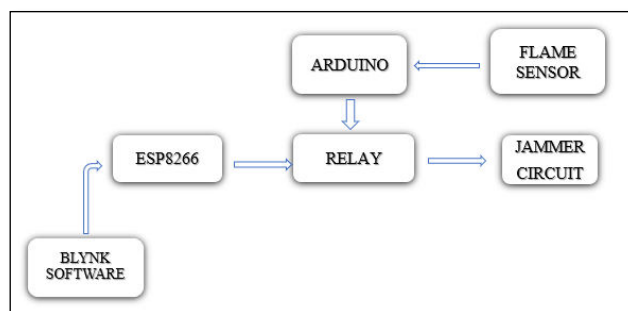 ARDUINO
FLAME
SENSOR
ESP8266
RELAY
JAMMER
CIRCUIT
BLYNK
SOFTWARE